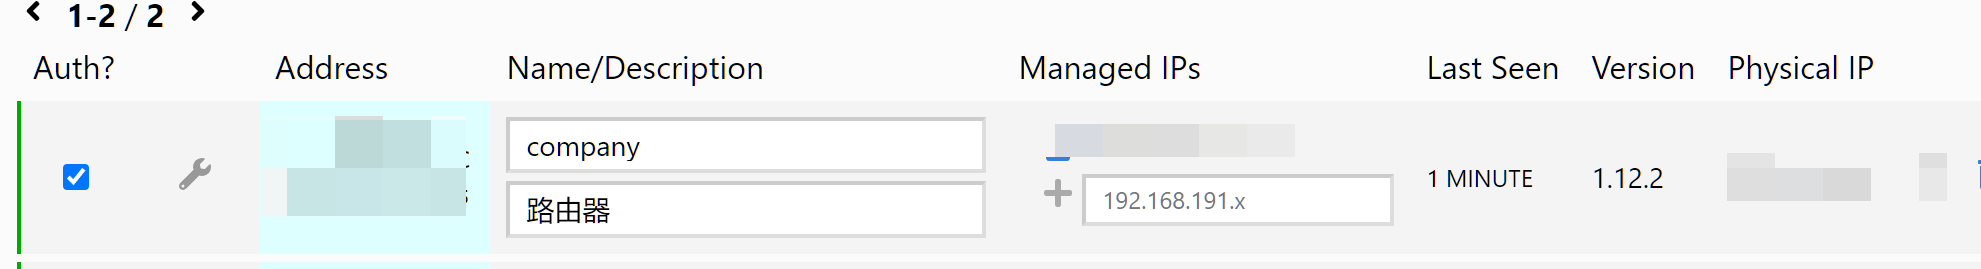 1-2 / 2
Auth? Address Name/Description Managed IPs Last Seen Version Physical IP
company
192.168.191.x 1 MINUTE 1.12.2
路由器